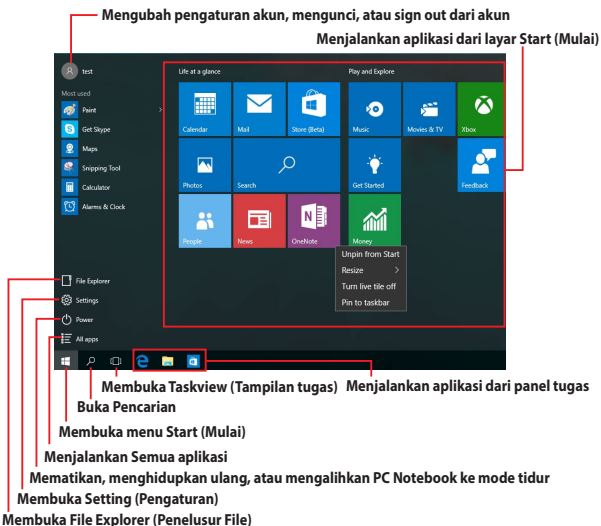 Mengubah pengaturan akun, mengunci, atau sign out dari akun
Menjalankan aplikasi dari layar Start (Mulai)
test
Life at a glance
Play and Explore
Most used
Paint
Get Skype
Maps
Snipping Tool
Calculator
Alarms & Clock
Calendar
Mail
Store (Beta)
Music
Movies & TV
Xbox
Photos
Search
Get Started
Feedback
People
News
OneNote
Money
Unpin from Start
Resize
Turn live tile off
Pin to taskbar
File Explorer
Settings
Power
All apps
Membuka Taskview (Tampilan tugas)
Menjalankan aplikasi dari panel tugas
Buka Pencarian
Membuka menu Start (Mulai)
Menjalankan Semua aplikasi
Mematikan, menghidupkan ulang, atau mengalihkan PC Notebook ke mode tidur
Membuka Setting (Pengaturan)
Membuka File Explorer (Penelusur File)